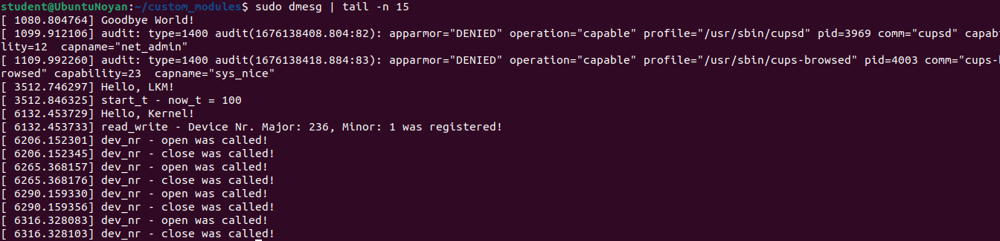 student@UbuntuNoyan:~/custom_modules$ sudo dmesg | tail -n 15
[ 1080.804764] Goodbye World!
[ 1099.912106] audit: type=1400 audit(1676138408.804:82): apparmor="DENIED" operation="capable" profile="/usr/sbin/cupsd" pid=3969 comm="cupsd" capabi
lity=12  capname="net_admin"
[ 1109.992260] audit: type=1400 audit(1676138418.884:83): apparmor="DENIED" operation="capable" profile="/usr/sbin/cups-browsed" pid=4003 comm="cups-b
rowsed" capability=23  capname="sys_nice"
[ 3512.746297] Hello, LKM!
[ 3512.846325] start_t - now_t = 100
[ 6132.453729] Hello, Kernel!
[ 6132.453733] read_write - Device Nr. Major: 236, Minor: 1 was registered!
[ 6206.152301] dev_nr - open was called!
[ 6206.152345] dev_nr - close was called!
[ 6265.368157] dev_nr - open was called!
[ 6265.368176] dev_nr - close was called!
[ 6290.159330] dev_nr - open was called!
[ 6290.159356] dev_nr - close was called!
[ 6316.328083] dev_nr - open was called!
[ 6316.328103] dev_nr - close was called!